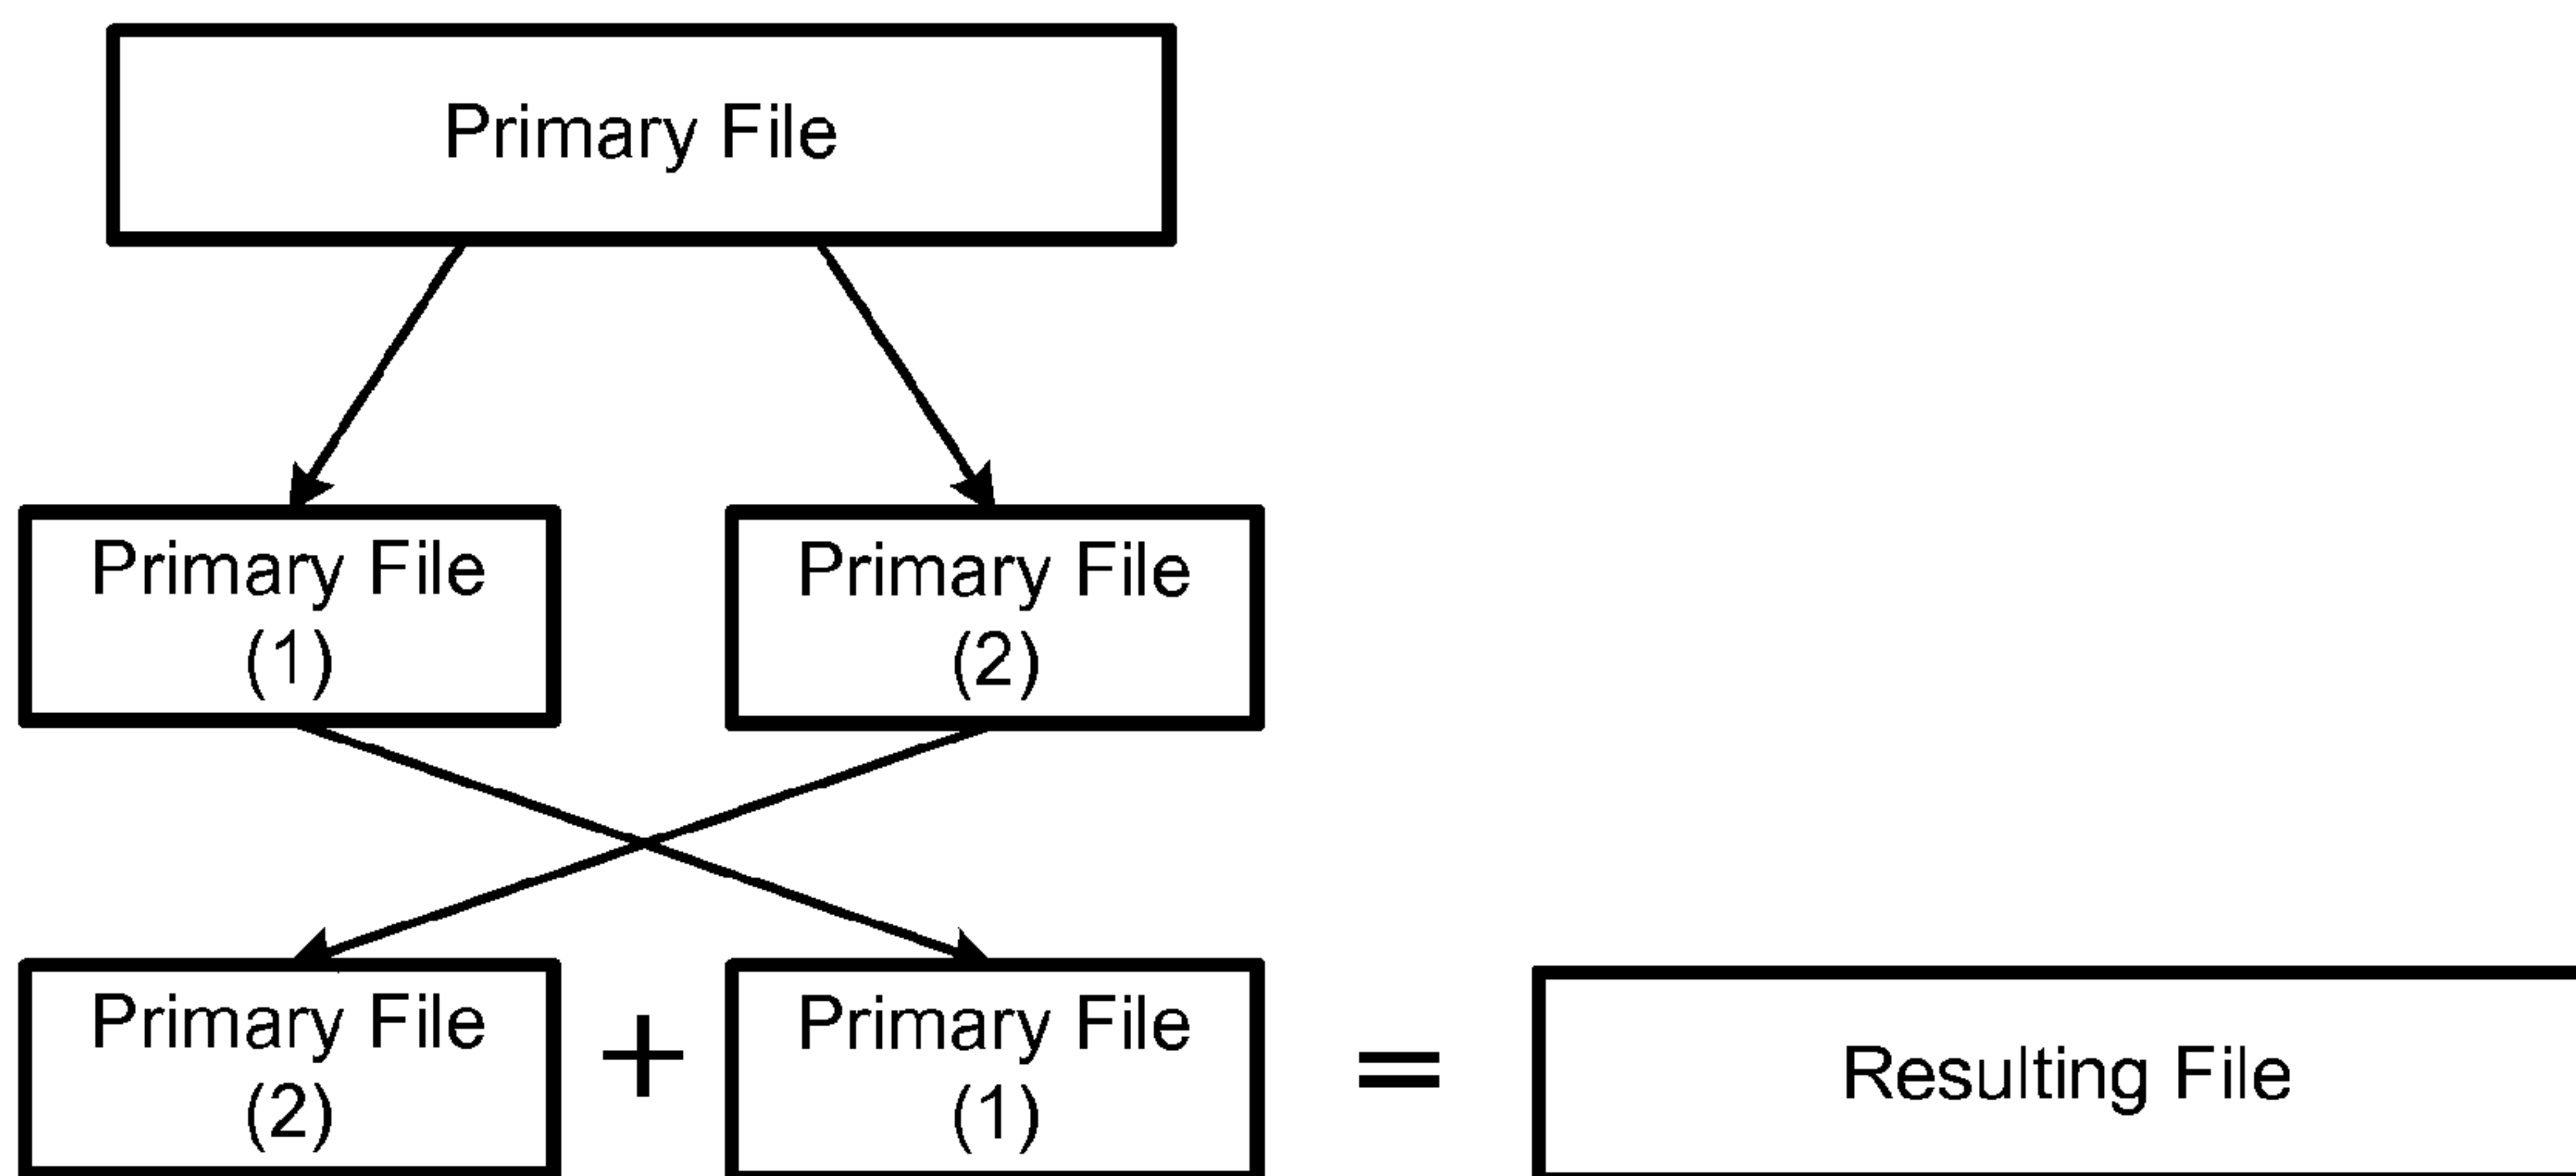 Primary File
Primary File
(1)
Primary File
(2)
Primary File
(2)
+
Primary File
(1)
=
Resulting File